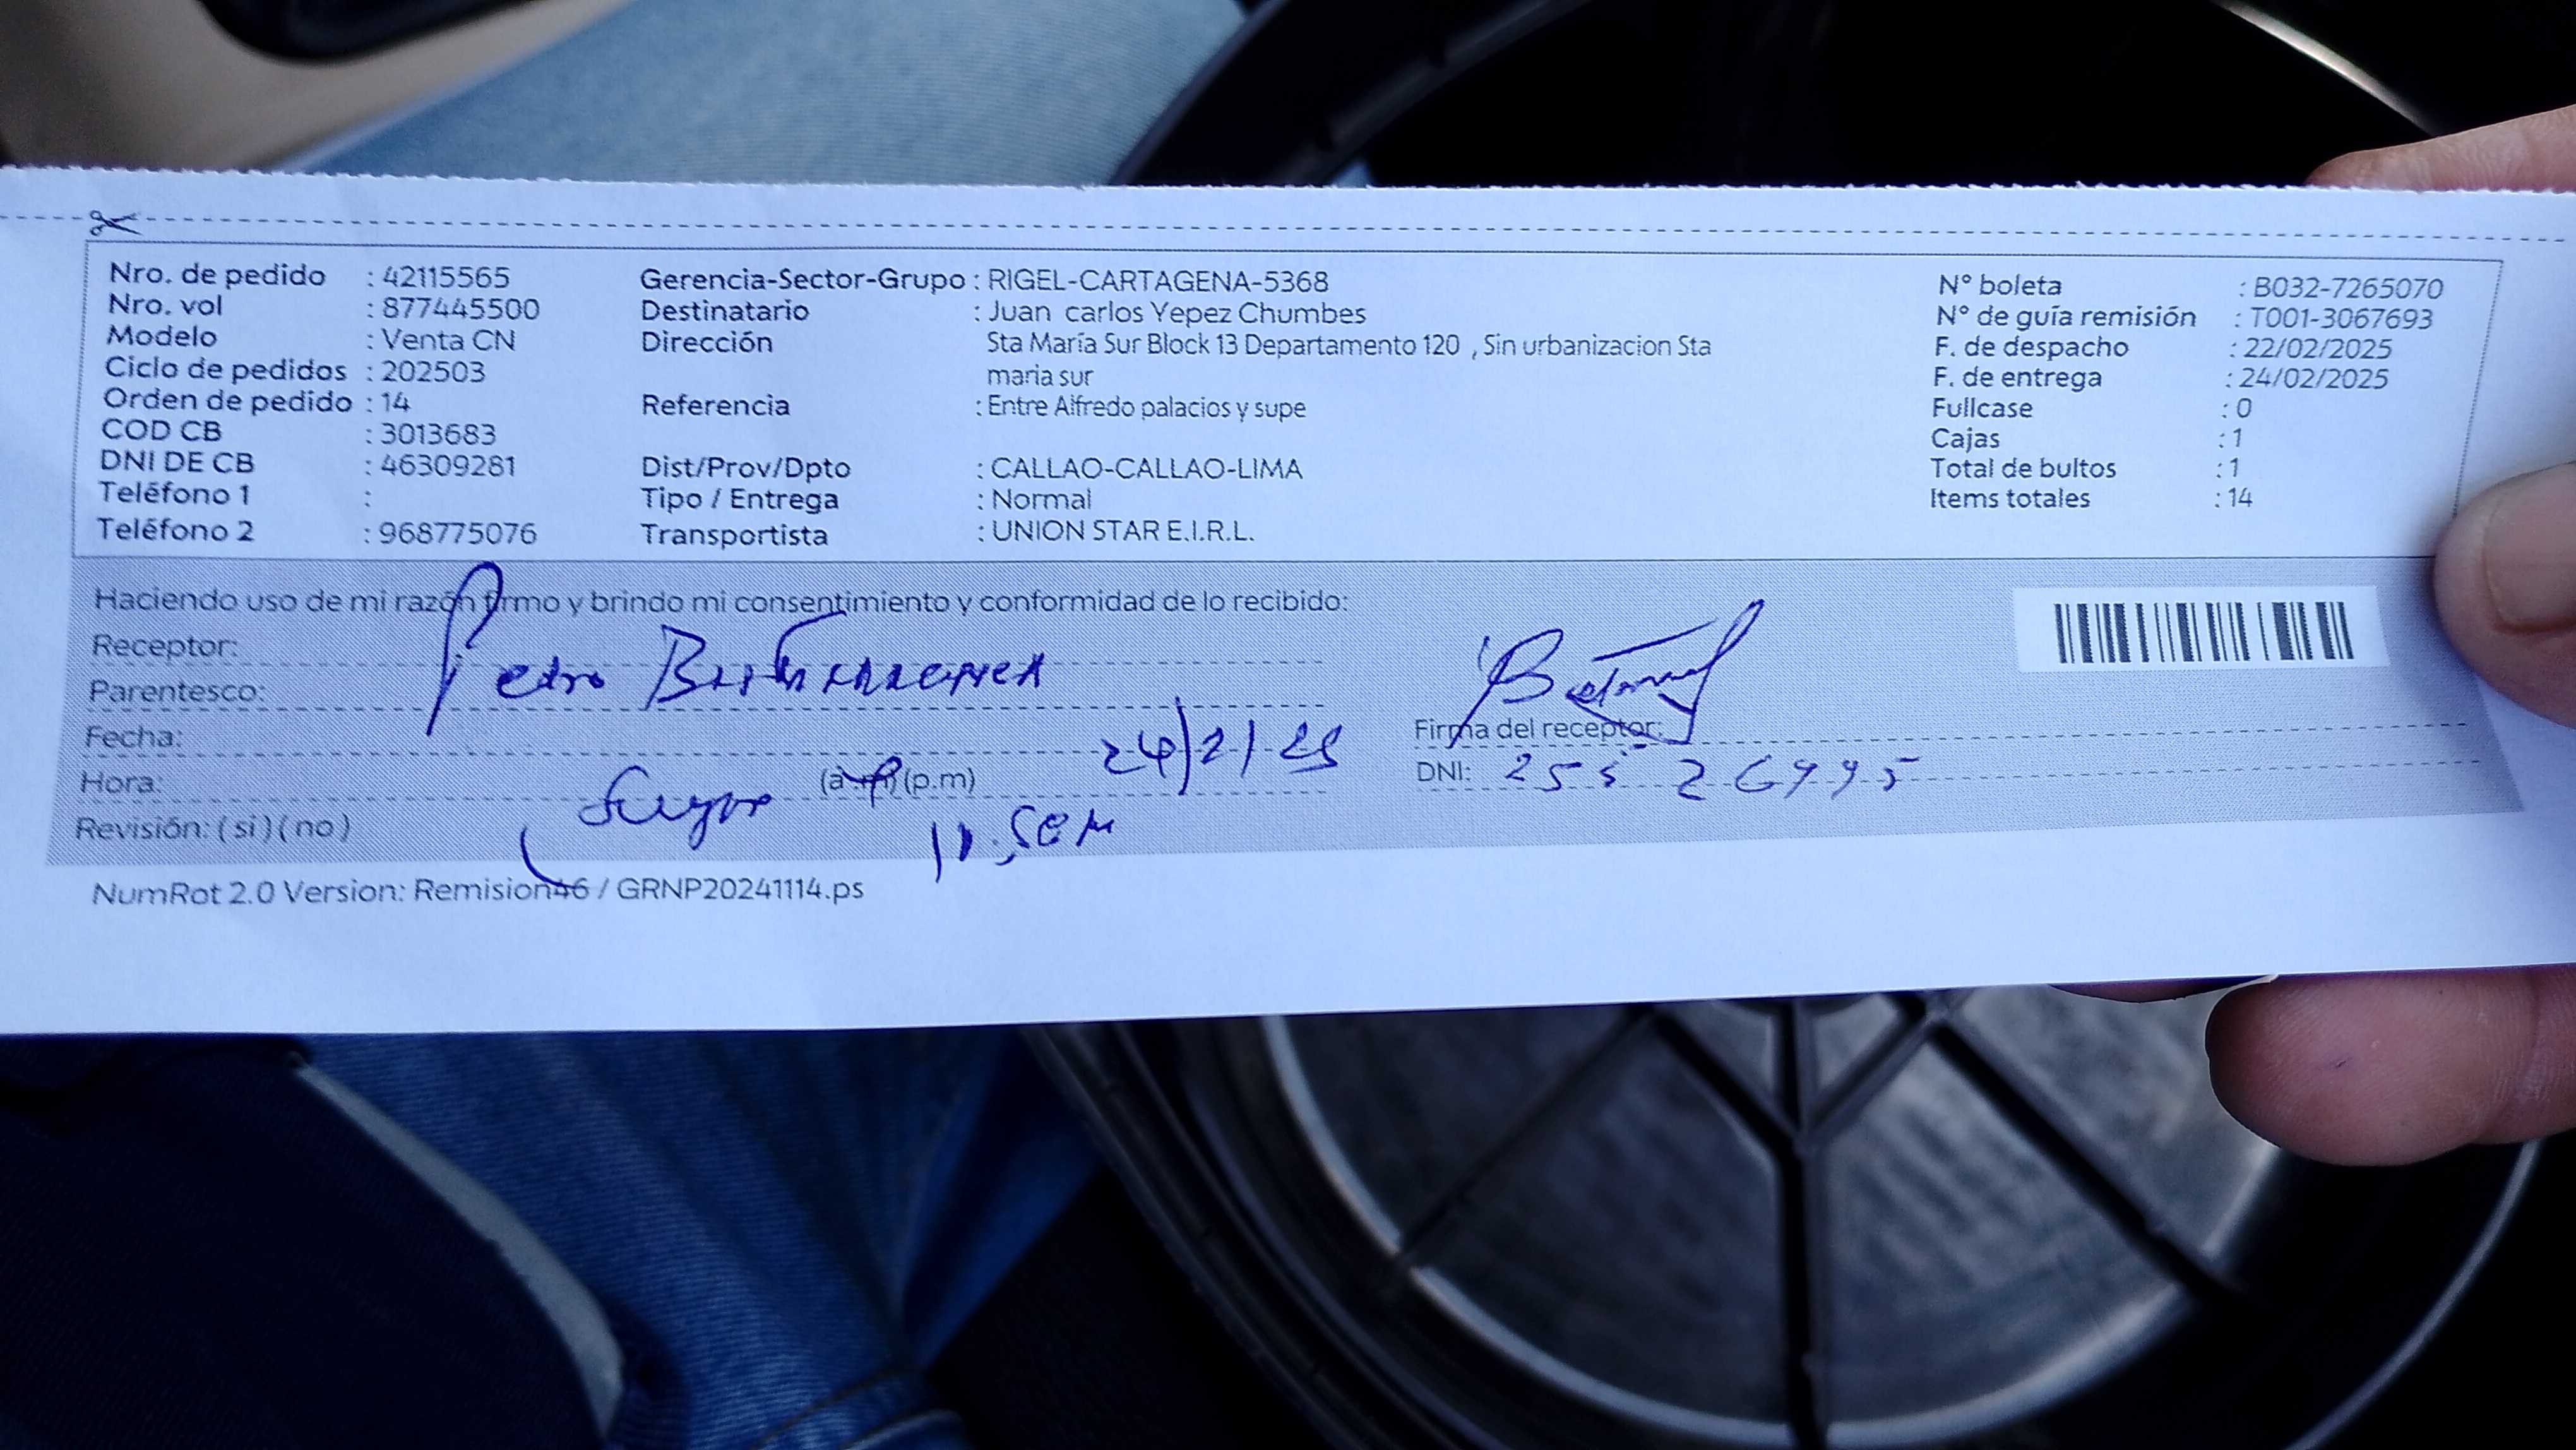 Nro. de pedido : 42115565
Nro. vol : 877445500
Modelo : Venta CN
Ciclo de pedidos : 202503
Orden de pedido : 14
COD CB : 3013683
DNI DE CB : 46309281
Teléfono 1 :
Teléfono 2 : 968775076
Gerencia-Sector-Grupo : RIGEL-CARTAGENA-5368
Destinatario : Juan carlos Yepez Chumbes
Dirección Sta María Sur Block 13 Departamento 120 , Sin urbanizacion Sta
maria sur
Referencia : Entre Alfredo palacios y supe
Dist/Prov/Dpto : CALLAO-CALLAO-LIMA
Tipo / Entrega : Normal
Transportista : UNION STAR E.I.R.L.
N° boleta : B032-7265070
N° de guía remisión : T001-3067693
F. de despacho : 22/02/2025
F. de entrega : 24/02/2025
Fullcase : 0
Cajas : 1
Total de bultos : 1
Items totales : 14
Haciendo uso de mi razón firmo y brindo mi consentimiento y conformidad de lo recibido:
Receptor: Pedro
Parentesco:
Fecha: 24/2/25
Hora: (a.m) (p.m)
Revisión: ( si ) ( no )
Firma del receptor:
DNI:
NumRot 2.0 Version: Remision46 / GRNP20241114.ps